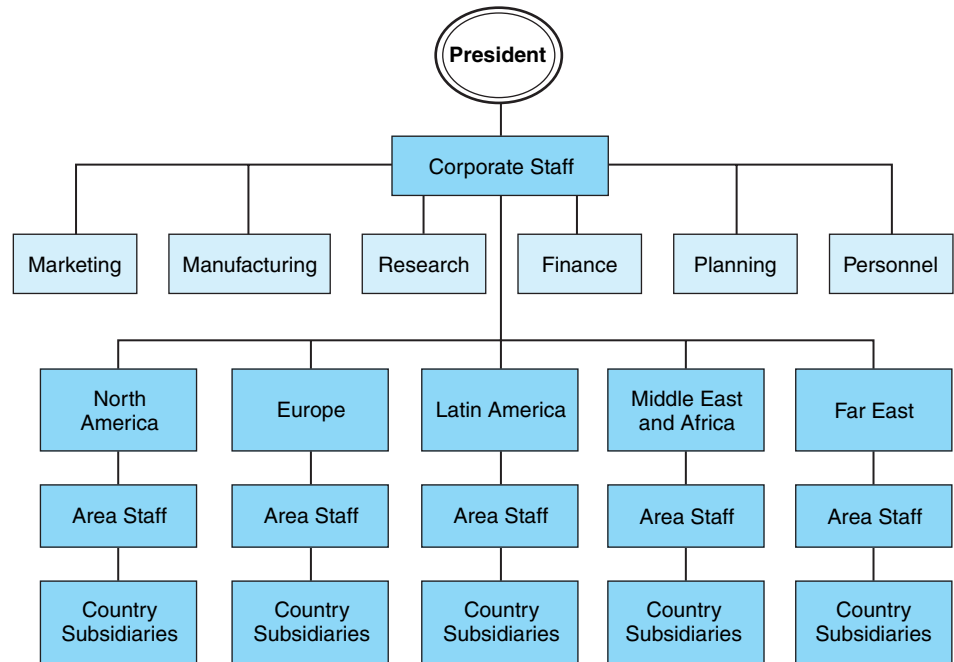 President
Corporate Staff
Marketing
Manufacturing
Research
Finance
Planning
Personnel
North
America
Europe
Latin America
Middle East
and Africa
Far East
Area Staff
Area Staff
Area Staff
Area Staff
Area Staff
Country
Subsidiaries
Country
Subsidiaries
Country
Subsidiaries
Country
Subsidiaries
Country
Subsidiaries